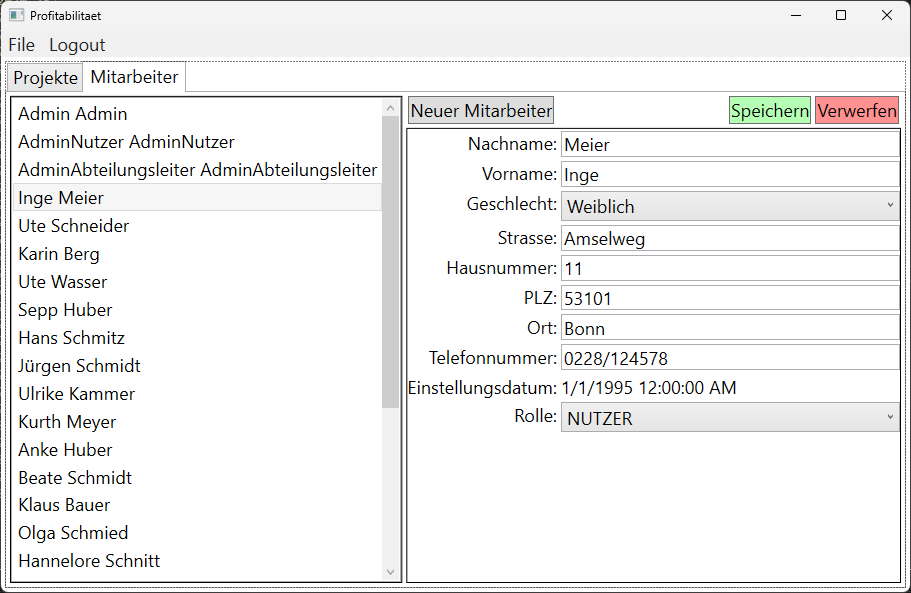 Profitabilitaet
File Logout
Projekte Mitarbeiter
Admin Admin
AdminNutzer AdminNutzer
AdminAbteilungsleiter AdminAbteilungsleiter
Inge Meier
Ute Schneider
Karin Berg
Ute Wasser
Sepp Huber
Hans Schmitz
Jürgen Schmidt
Ulrike Kammer
Kurth Meyer
Anke Huber
Beate Schmidt
Klaus Bauer
Olga Schmied
Hannelore Schnitt
Neuer Mitarbeiter Speichern Verwerfen
Nachname: Meier
Vorname: Inge
Geschlecht: Weiblich
Strasse: Amselweg
Hausnummer: 11
PLZ: 53101
Ort: Bonn
Telefonnummer: 0228/124578
Einstellungsdatum: 1/1/1995 12:00:00 AM
Rolle: NUTZER